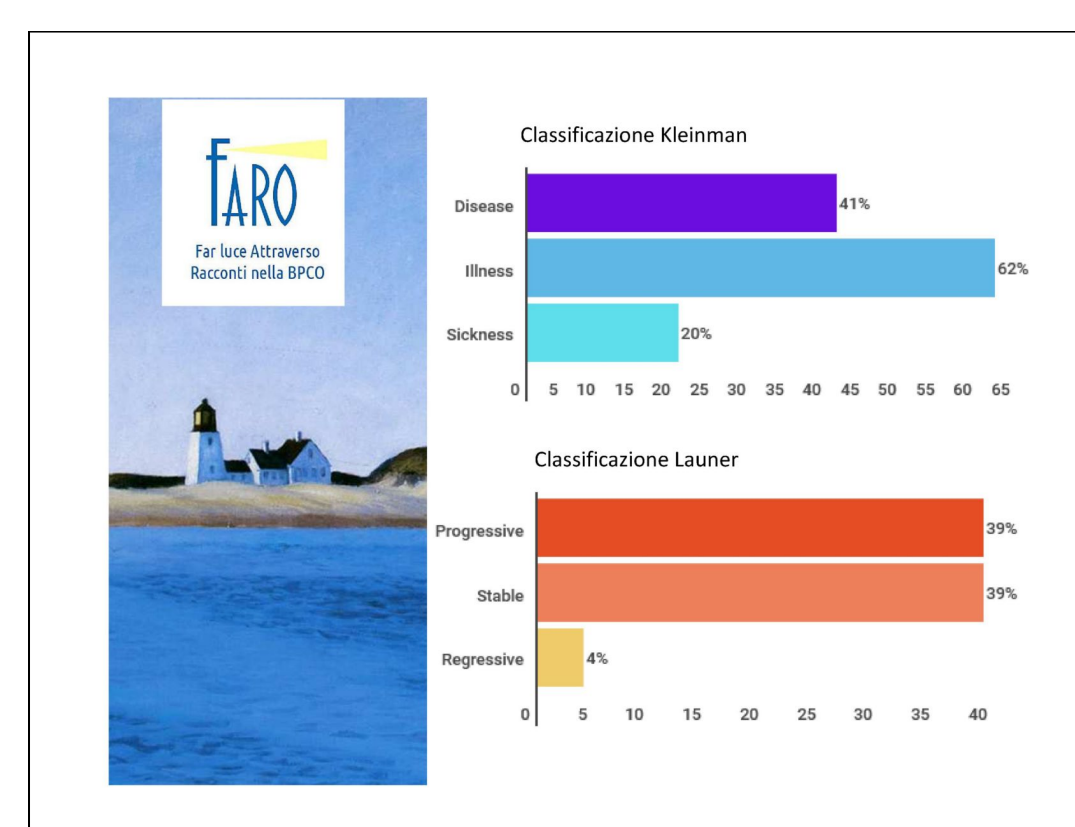 FARO
Far luce Attraverso
Racconti nella BPCO
Classificazione Kleinman
Disease 41%
Illness 62%
Sickness 20%
0 5 10 15 20 25 30 35 40 45 50 55 60 65
Classificazione Launer
Progressive 39%
Stable 39%
Regressive 4%
0 5 10 15 20 25 30 35 40